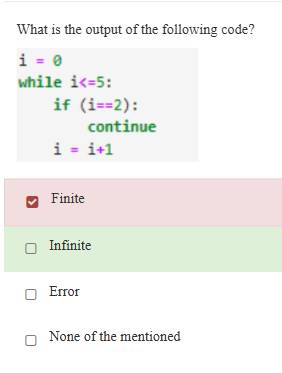 What is the output of the following code?
i = 0
while i<=5:
    if (i==2):
        continue
    i = i+1
Finite
Infinite
Error
None of the mentioned